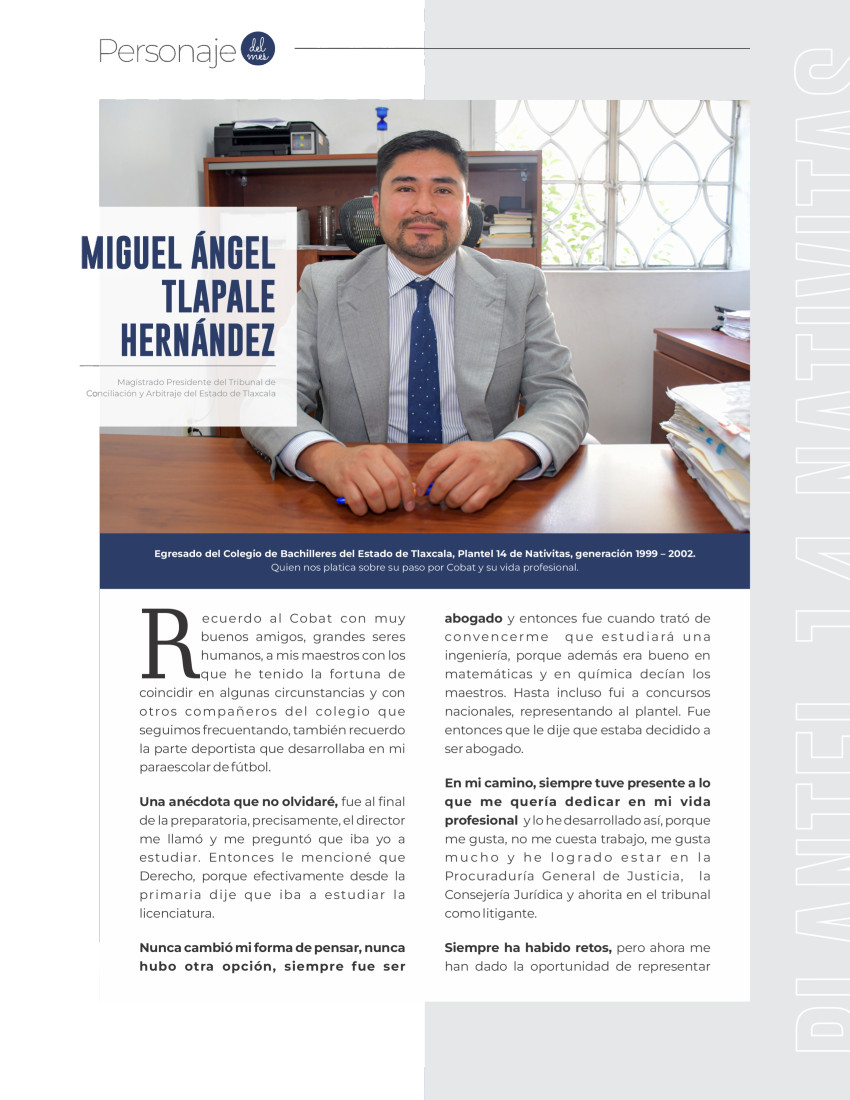 Personaje del mes
MIGUEL ÁNGEL
TLAPALE
HERNÁNDEZ
Magistrado Presidente del Tribunal de
Conciliación y Arbitraje del Estado de Tlaxcala
Egresado del Colegio de Bachilleres del Estado de Tlaxcala, Plantel 14 de Nativitas, generación 1999 – 2002.
Quien nos platica sobre su paso por Cobat y su vida profesional.
Recuerdo al Cobat con muy
buenos amigos, grandes seres
humanos, a mis maestros con los
que he tenido la fortuna de
coincidir en algunas circunstancias y con
otros compañeros del colegio que
seguimos frecuentando, también recuerdo
la parte deportista que desarrollaba en mi
paraescolar de fútbol.
Una anécdota que no olvidaré, fue al final
de la preparatoria, precisamente, el director
me llamó y me preguntó que iba yo a
estudiar. Entonces le mencioné que
Derecho, porque efectivamente desde la
primaria dije que iba a estudiar la
licenciatura.
Nunca cambió mi forma de pensar, nunca
hubo otra opción, siempre fue ser
abogado y entonces fue cuando trató de
convencerme que estudiará una
ingeniería, porque además era bueno en
matemáticas y en química decían los
maestros. Hasta incluso fui a concursos
nacionales, representando al plantel. Fue
entonces que le dije que estaba decidido a
ser abogado.
En mi camino, siempre tuve presente a lo
que me quería dedicar en mi vida
profesional y lo he desarrollado así, porque
me gusta, no me cuesta trabajo, me gusta
mucho y he logrado estar en la
Procuraduría General de Justicia, la
Consejería Jurídica y ahorita en el tribunal
como litigante.
Siempre ha habido retos, pero ahora me
han dado la oportunidad de representar
PLANTEL 14 NATIVITAS